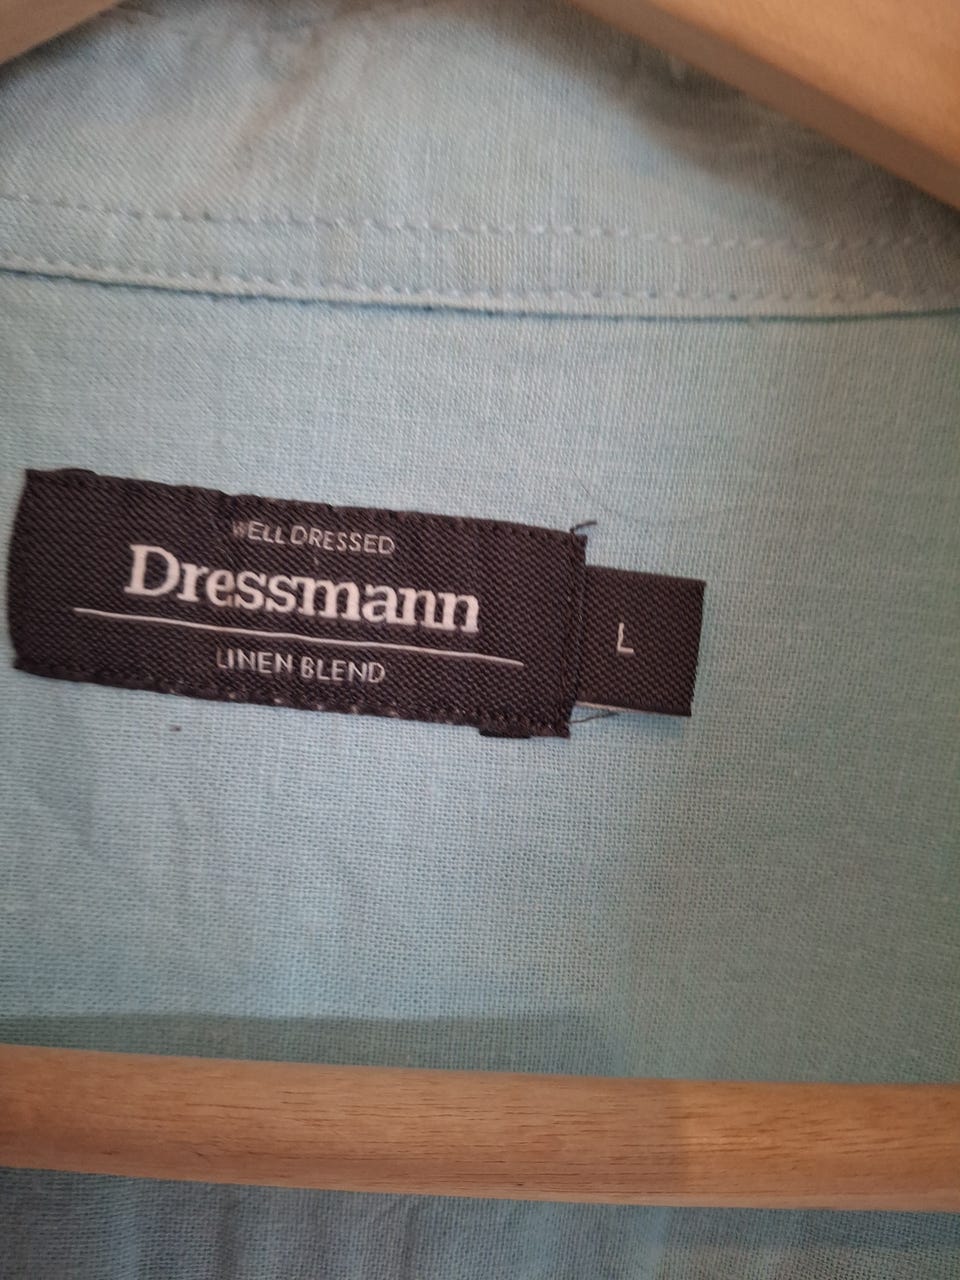 WELL DRESSED
Dressmann
LINEN BLEND
L